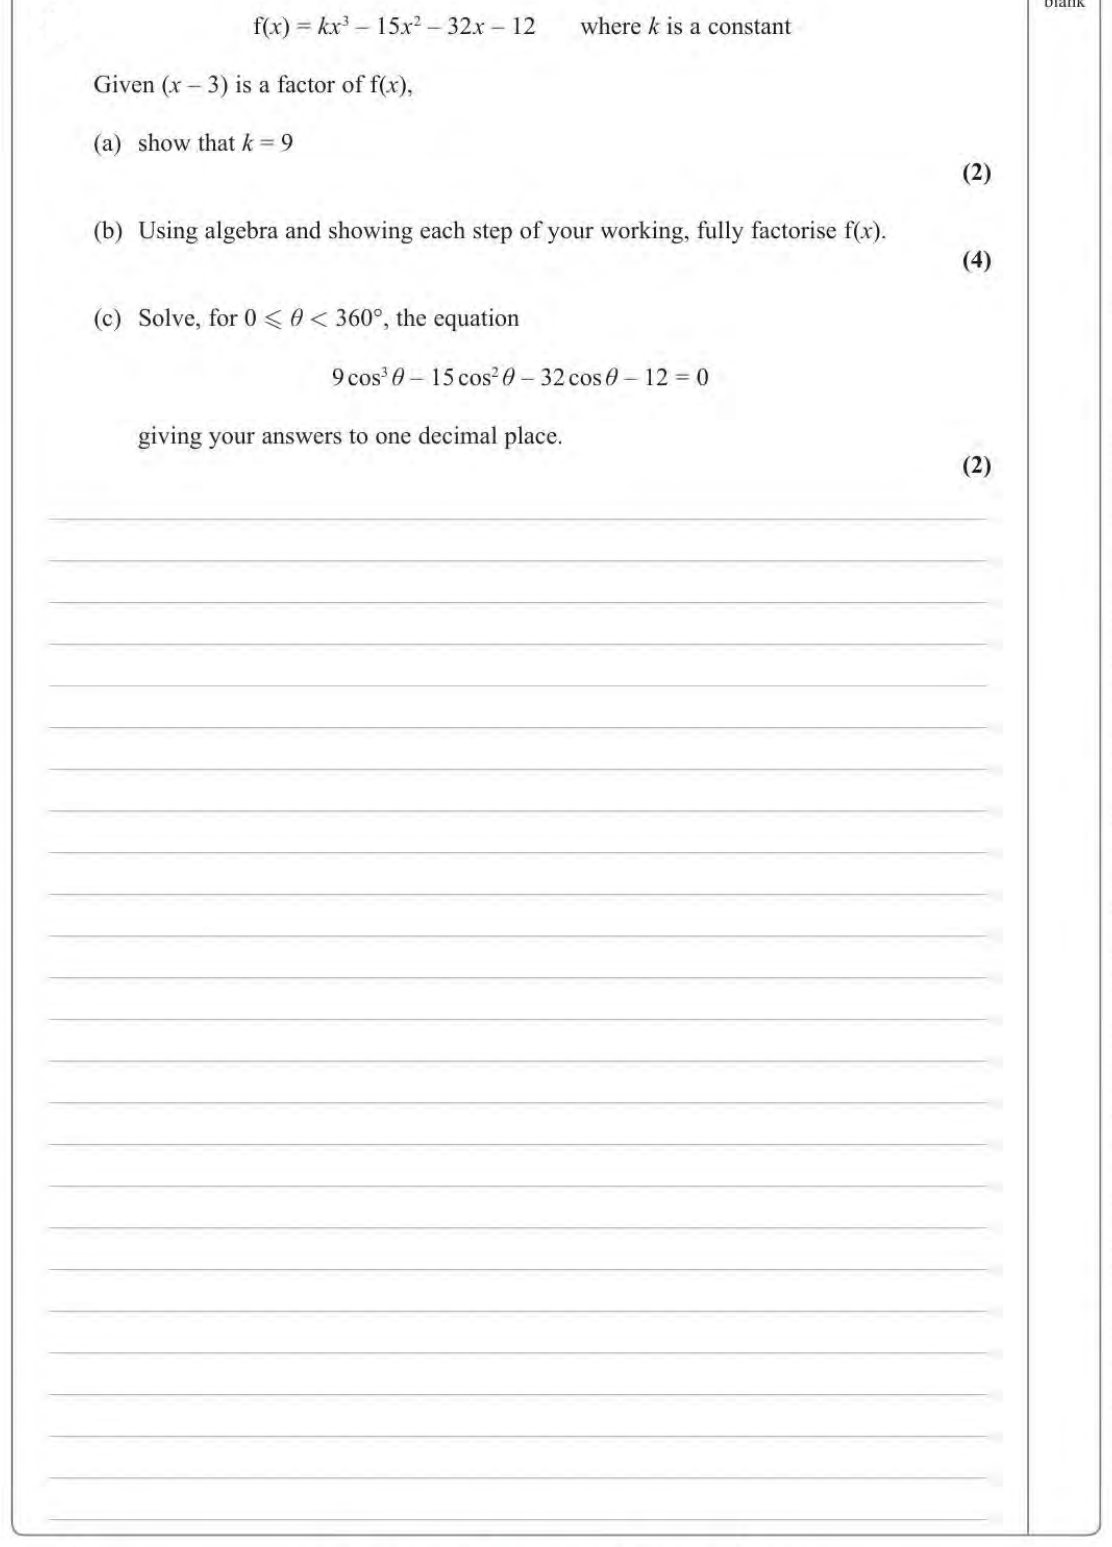 blank
f(x) = kx³ – 15x² – 32x – 12 where k is a constant
Given (x – 3) is a factor of f(x),
(a) show that k = 9
(2)
(b) Using algebra and showing each step of your working, fully factorise f(x).
(4)
(c) Solve, for 0 ⩽ θ < 360°, the equation
9 cos³ θ – 15 cos² θ – 32 cos θ – 12 = 0
giving your answers to one decimal place.
(2)